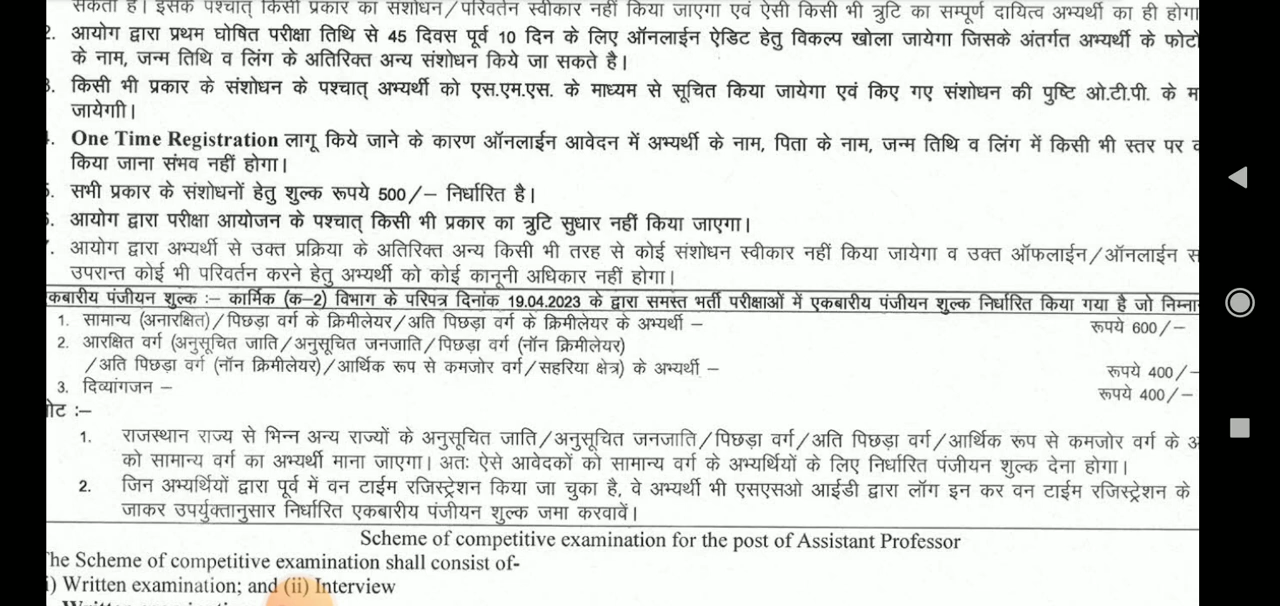 सकता है। इसके पश्चात् किसी प्रकार का संशोधन/परिवर्तन स्वीकार नहीं किया जाएगा एवं ऐसी किसी भी त्रुटि का सम्पूर्ण दायित्व अभ्यर्थी का ही होगा
2. आयोग द्वारा प्रथम घोषित परीक्षा तिथि से 45 दिवस पूर्व 10 दिन के लिए ऑनलाईन ऐडिट हेतु विकल्प खोला जायेगा जिसके अंतर्गत अभ्यर्थी के फोटो
के नाम, जन्म तिथि व लिंग के अतिरिक्त अन्य संशोधन किये जा सकते है।
3. किसी भी प्रकार के संशोधन के पश्चात् अभ्यर्थी को एस.एम.एस. के माध्यम से सूचित किया जायेगा एवं किए गए संशोधन की पुष्टि ओ.टी.पी. के
जायेगी।
4. One Time Registration लागू किये जाने के कारण ऑनलाईन आवेदन में अभ्यर्थी के नाम, पिता के नाम, जन्म तिथि व लिंग में किसी भी स्तर पर
किया जाना संभव नहीं होगा।
5. सभी प्रकार के संशोधनों हेतु शुल्क रूपये 500/– निर्धारित है।
6. आयोग द्वारा परीक्षा आयोजन के पश्चात् किसी भी प्रकार का त्रुटि सुधार नहीं किया जाएगा।
. आयोग द्वारा अभ्यर्थी से उक्त प्रक्रिया के अतिरिक्त अन्य किसी भी तरह से कोई संशोधन स्वीकार नहीं किया जायेगा व उक्त ऑफलाईन/ऑनलाईन
उपरान्त कोई भी परिवर्तन करने हेतु अभ्यर्थी को कोई कानूनी अधिकार नहीं होगा।
कबारीय पंजीयन शुल्क :– कार्मिक (क-2) विभाग के परिपत्र दिनांक 19.04.2023 के द्वारा समस्त भर्ती परीक्षाओं में एकबारीय पंजीयन शुल्क निर्धारित किया गया है जो
1. सामान्य (अनारक्षित)/पिछड़ा वर्ग के क्रिमीलेयर/अति पिछड़ा वर्ग के क्रिमीलेयर के अभ्यर्थी – रूपये 600/–
2. आरक्षित वर्ग (अनुसूचित जाति/अनुसूचित जनजाति/पिछड़ा वर्ग (नॉन क्रिमीलेयर)
/अति पिछड़ा वर्ग (नॉन क्रिमीलेयर)/आर्थिक रूप से कमजोर वर्ग/सहरिया क्षेत्र) के अभ्यर्थी – रूपये 400/–
3. दिव्यांगजन – रूपये 400/–
ोट :–
1. राजस्थान राज्य से भिन्न अन्य राज्यों के अनुसूचित जाति/अनुसूचित जनजाति/पिछड़ा वर्ग/अति पिछड़ा वर्ग/आर्थिक रूप से कमजोर वर्ग के
को सामान्य वर्ग का अभ्यर्थी माना जाएगा। अतः ऐसे आवेदकों को सामान्य वर्ग के अभ्यर्थियों के लिए निर्धारित पंजीयन शुल्क देना होगा।
2. जिन अभ्यर्थियों द्वारा पूर्व में वन टाईम रजिस्ट्रेशन किया जा चुका है, वे अभ्यर्थी भी एसएसओ आईडी द्वारा लॉग इन कर वन टाईम रजिस्ट्रेशन के
जाकर उपर्युक्तानुसार निर्धारित एकबारीय पंजीयन शुल्क जमा करवावें।
Scheme of competitive examination for the post of Assistant Professor
The Scheme of competitive examination shall consist of-
i) Written examination; and (ii) Interview